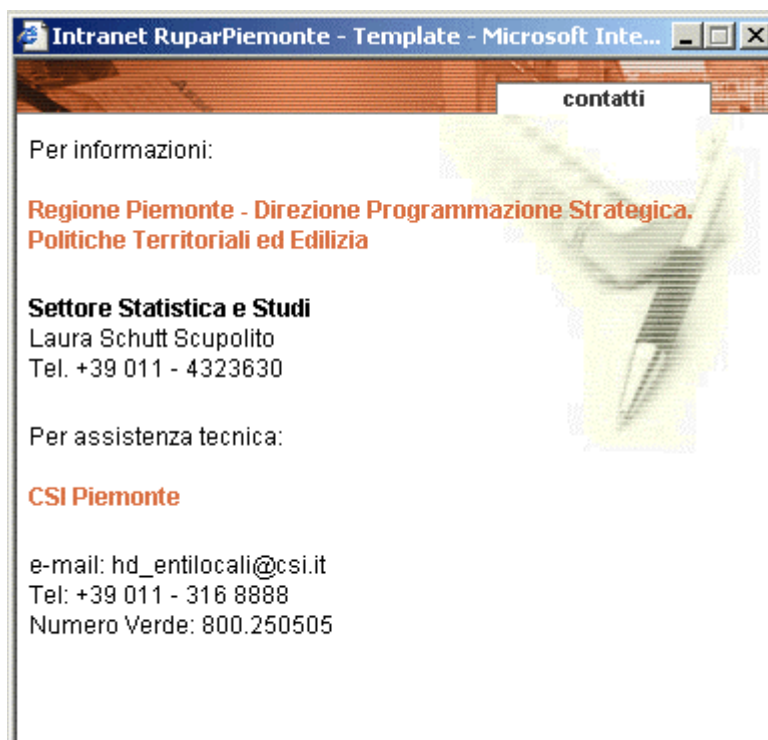 Intranet RuparPiemonte - Template - Microsoft Inte...
contatti
Per informazioni:
Regione Piemonte - Direzione Programmazione Strategica.
Politiche Territoriali ed Edilizia
Settore Statistica e Studi
Laura Schutt Scupolito
Tel. +39 011 - 4323630
Per assistenza tecnica:
CSI Piemonte
e-mail: hd_entilocali@csi.it
Tel: +39 011 - 316 8888
Numero Verde: 800.250505